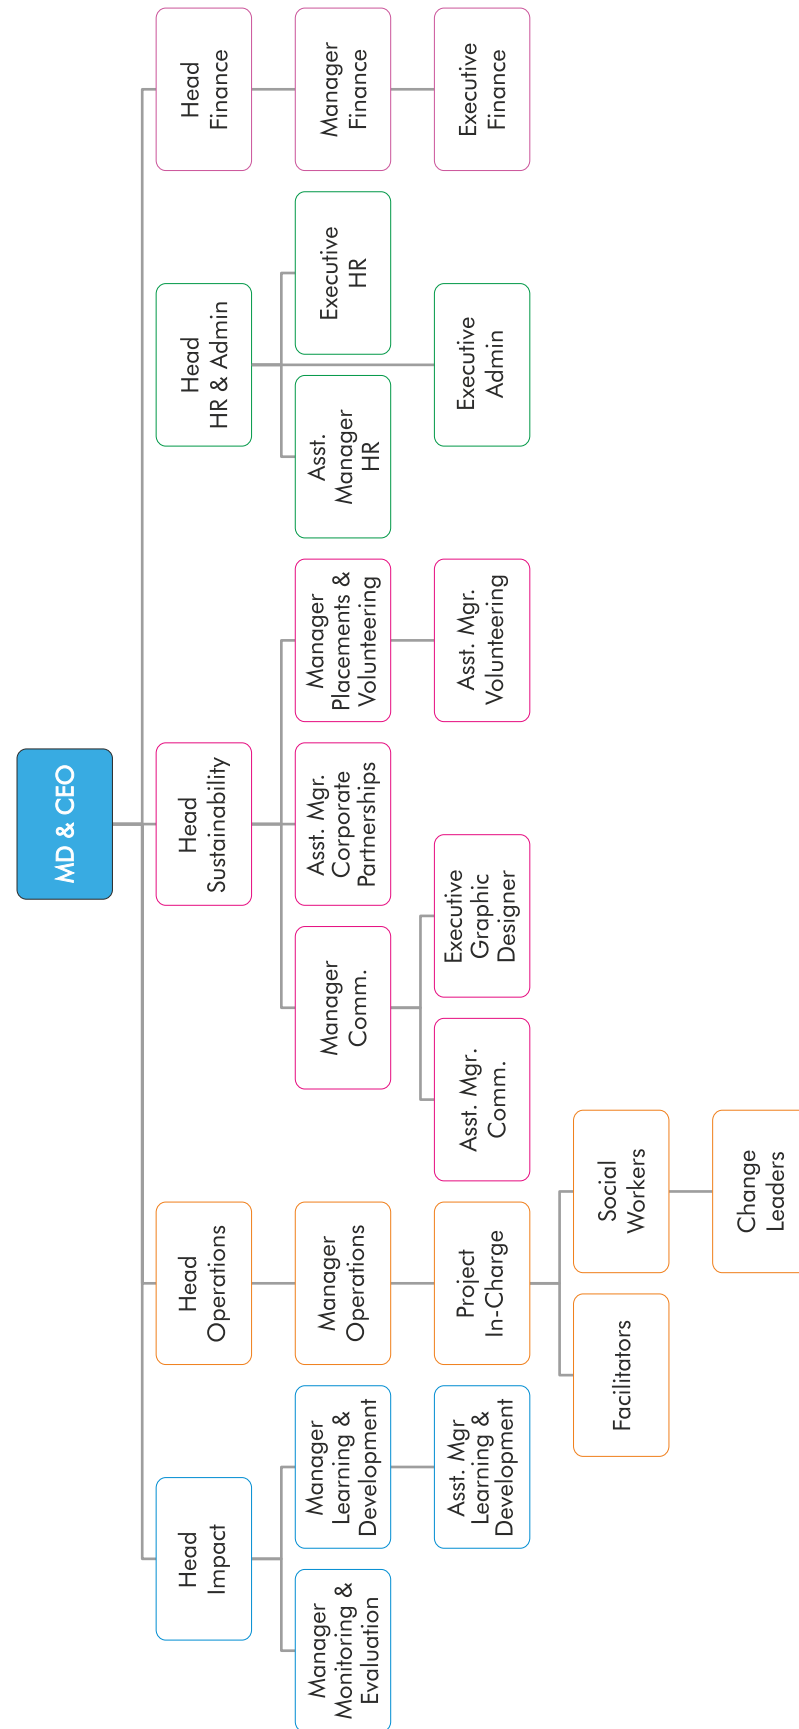 MD & CEO
Head
Impact
Head
Operations
Head
Sustainability
Head
HR & Admin
Head
Finance
Manager
Monitoring &
Evaluation
Manager
Learning &
Development
Manager
Operations
Manager
Comm.
Asst. Mgr.
Corporate
Partnerships
Manager
Placements &
Volunteering
Asst.
Manager
HR
Executive
HR
Manager
Finance
Asst. Mgr
Learning &
Development
Project
In-Charge
Asst. Mgr.
Comm.
Executive
Graphic
Designer
Asst. Mgr.
Volunteering
Executive
Admin
Executive
Finance
Facilitators
Social
Workers
Change
Leaders